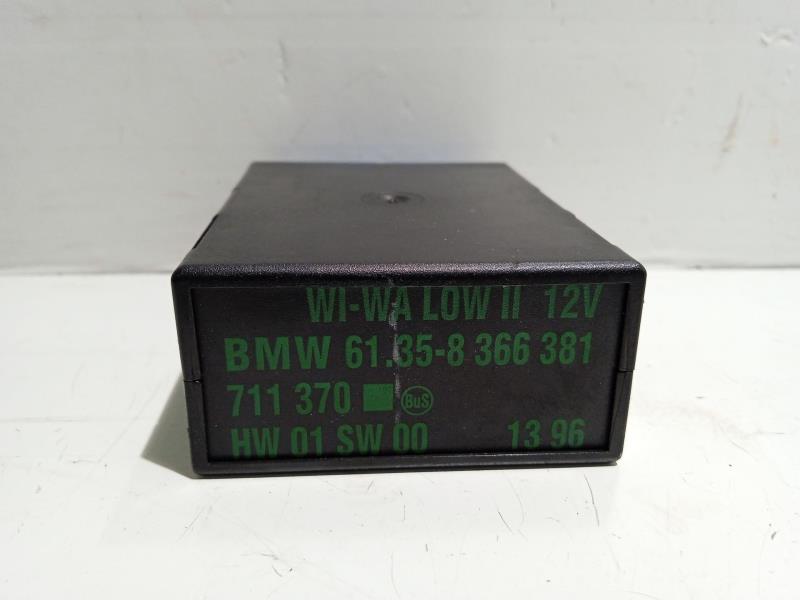 WI-WA LOW II 12V
BMW 61.35-8 366 381
711 370 BuS
HW 01 SW 00 13 96